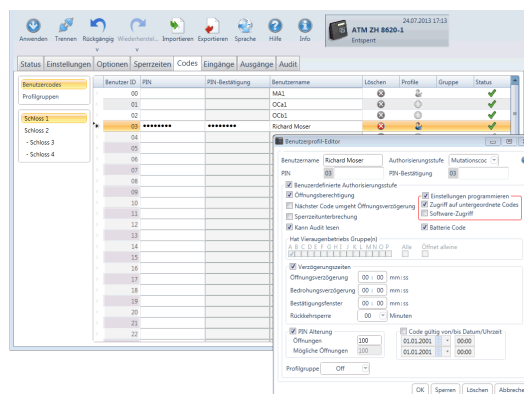 24.07.2013 17:13
ATM ZH 8620-1
Entsperrt
Anwenden Trennen Rückgängig Wiederherstel... Importieren Exportieren Sprache Hilfe Info
Status Einstellungen Optionen Sperrzeiten Codes Eingänge Ausgänge Audit
Benutzercodes
Profilgruppen
Schloss 1
Schloss 2
- Schloss 3
- Schloss 4
Benutzer ID PIN PIN-Bestätigung Benutzername Löschen Profile Gruppe Status
00 MA1
01 OCa1
02 OCb1
03 •••••••• •••••••• Richard Moser
04
05
06
07
08
09
10
11
12
13
14
15
16
17
18
19
20
21
22
Benutzerprofil-Editor
Benutzername Richard Moser Authorisierungsstufe Mutationscoc
PIN 03 PIN-Bestätigung 03
Benutzerdefinierte Authorisierungsstufe
Öffnungsberechtigung Einstellungen programmieren
Nächster Code umgeht Öffnungsverzögerung Zugriff auf untergeordnete Codes
Sperrzeitunterbrechung Software-Zugriff
Kann Audit lesen Batterie Code
Hat Vieraugenbetriebs Gruppe(n)
A B C D E F G H I J K L M N O P Alle Öffnet alleine
Verzögerungszeiten
Öffnungsverzögerung 00 : 00 mm:ss
Bedrohungsverzögerung 00 : 00 mm:ss
Bestätigungsfenster 00 : 00 mm:ss
Rückkehrsperre 00 Minuten
PIN Alterung Code gültig von/bis Datum/Uhrzeit
Öffnungen 100 01.01.2001 00:00
Mögliche Öffnungen 100 01.01.2001 00:00
Profilgruppe Off
OK Sperren Löschen Abbreche